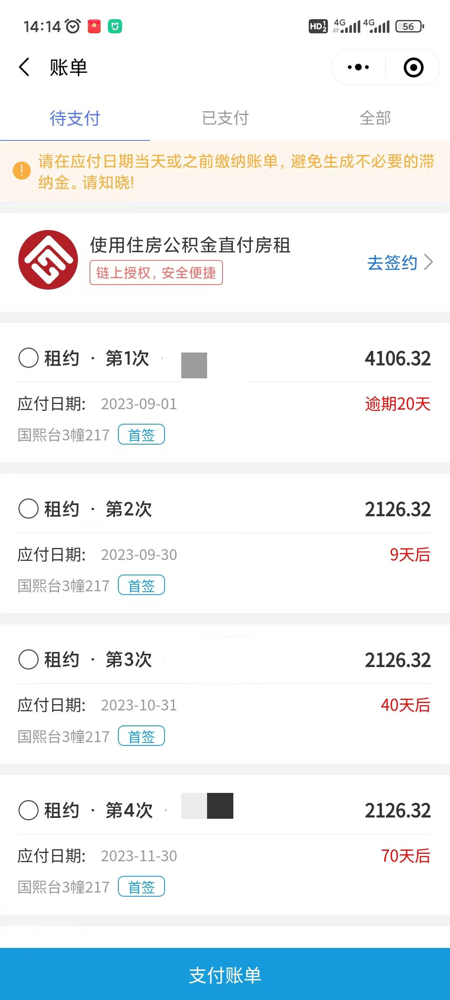 14:14 HD 1 2 4G 4G 56
账单
待支付 已支付 全部
请在应付日期当天或之前缴纳账单，避免生成不必要的滞
纳金。请知晓!
使用住房公积金直付房租
链上授权，安全便捷
去签约
租约 · 第1次 · 4106.32
应付日期: 2023-09-01 逾期20天
国熙台3幢217 首签
租约 · 第2次 2126.32
应付日期: 2023-09-30 9天后
国熙台3幢217 首签
租约 · 第3次 2126.32
应付日期: 2023-10-31 40天后
国熙台3幢217 首签
租约 · 第4次 · 2126.32
应付日期: 2023-11-30 70天后
国熙台3幢217 首签
支付账单